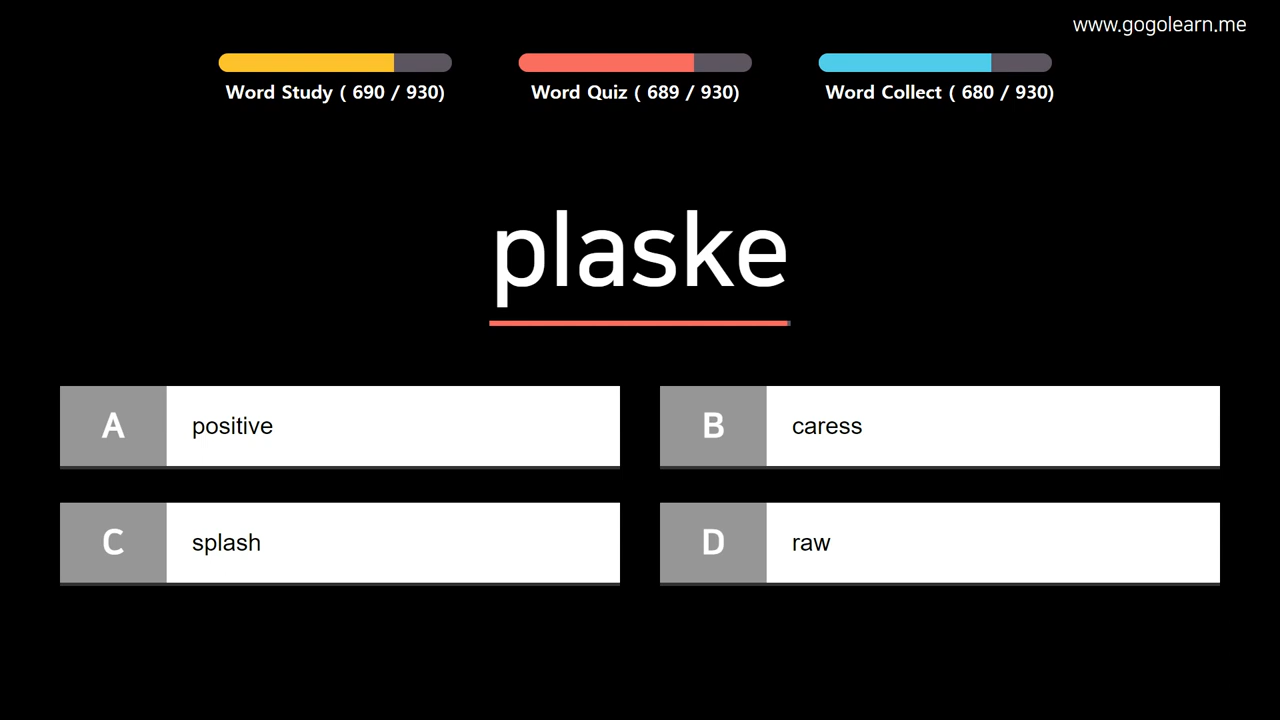 www.gogolearn.me
Word Study ( 690 / 930)
Word Quiz ( 689 / 930)
Word Collect ( 680 / 930)
plaske
A positive
B caress
C splash
D raw